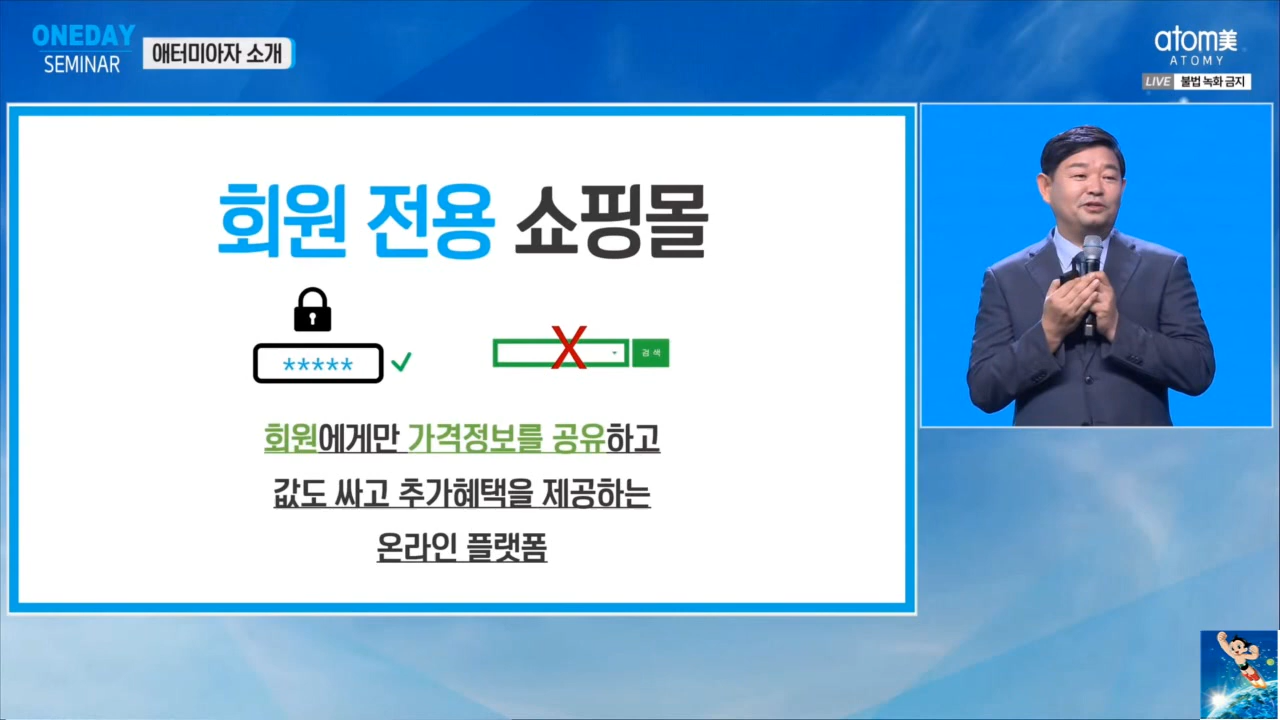 ONEDAY
SEMINAR
애터미아자 소개
atom美
ATOMY
LIVE 불법 녹화 금지
회원 전용 쇼핑몰
*****
X
검색
회원에게만 가격정보를 공유하고
값도 싸고 추가혜택을 제공하는
온라인 플랫폼